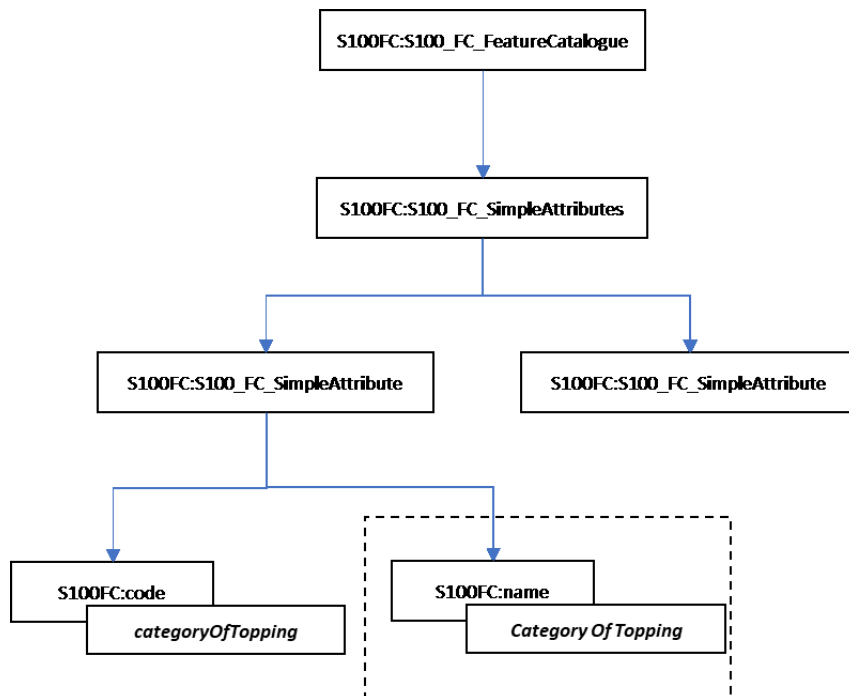 S100FC:S100_FC_FeatureCatalogue
S100FC:S100_FC_SimpleAttributes
S100FC:S100_FC_SimpleAttribute
S100FC:S100_FC_SimpleAttribute
S100FC:code
categoryOfTopping
S100FC:name
Category Of Topping